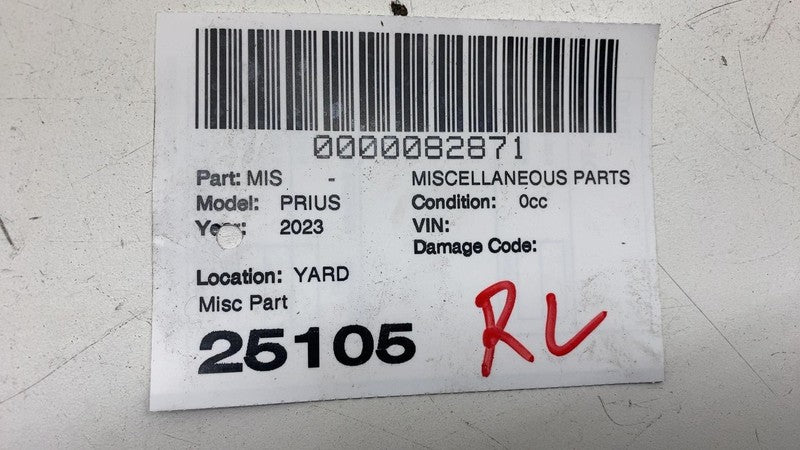 0000082871
Part: MIS - MISCELLANEOUS PARTS
Model: PRIUS Condition: 0cc
Year: 2023 VIN:
Damage Code:
Location: YARD
Misc Part
25105
RL